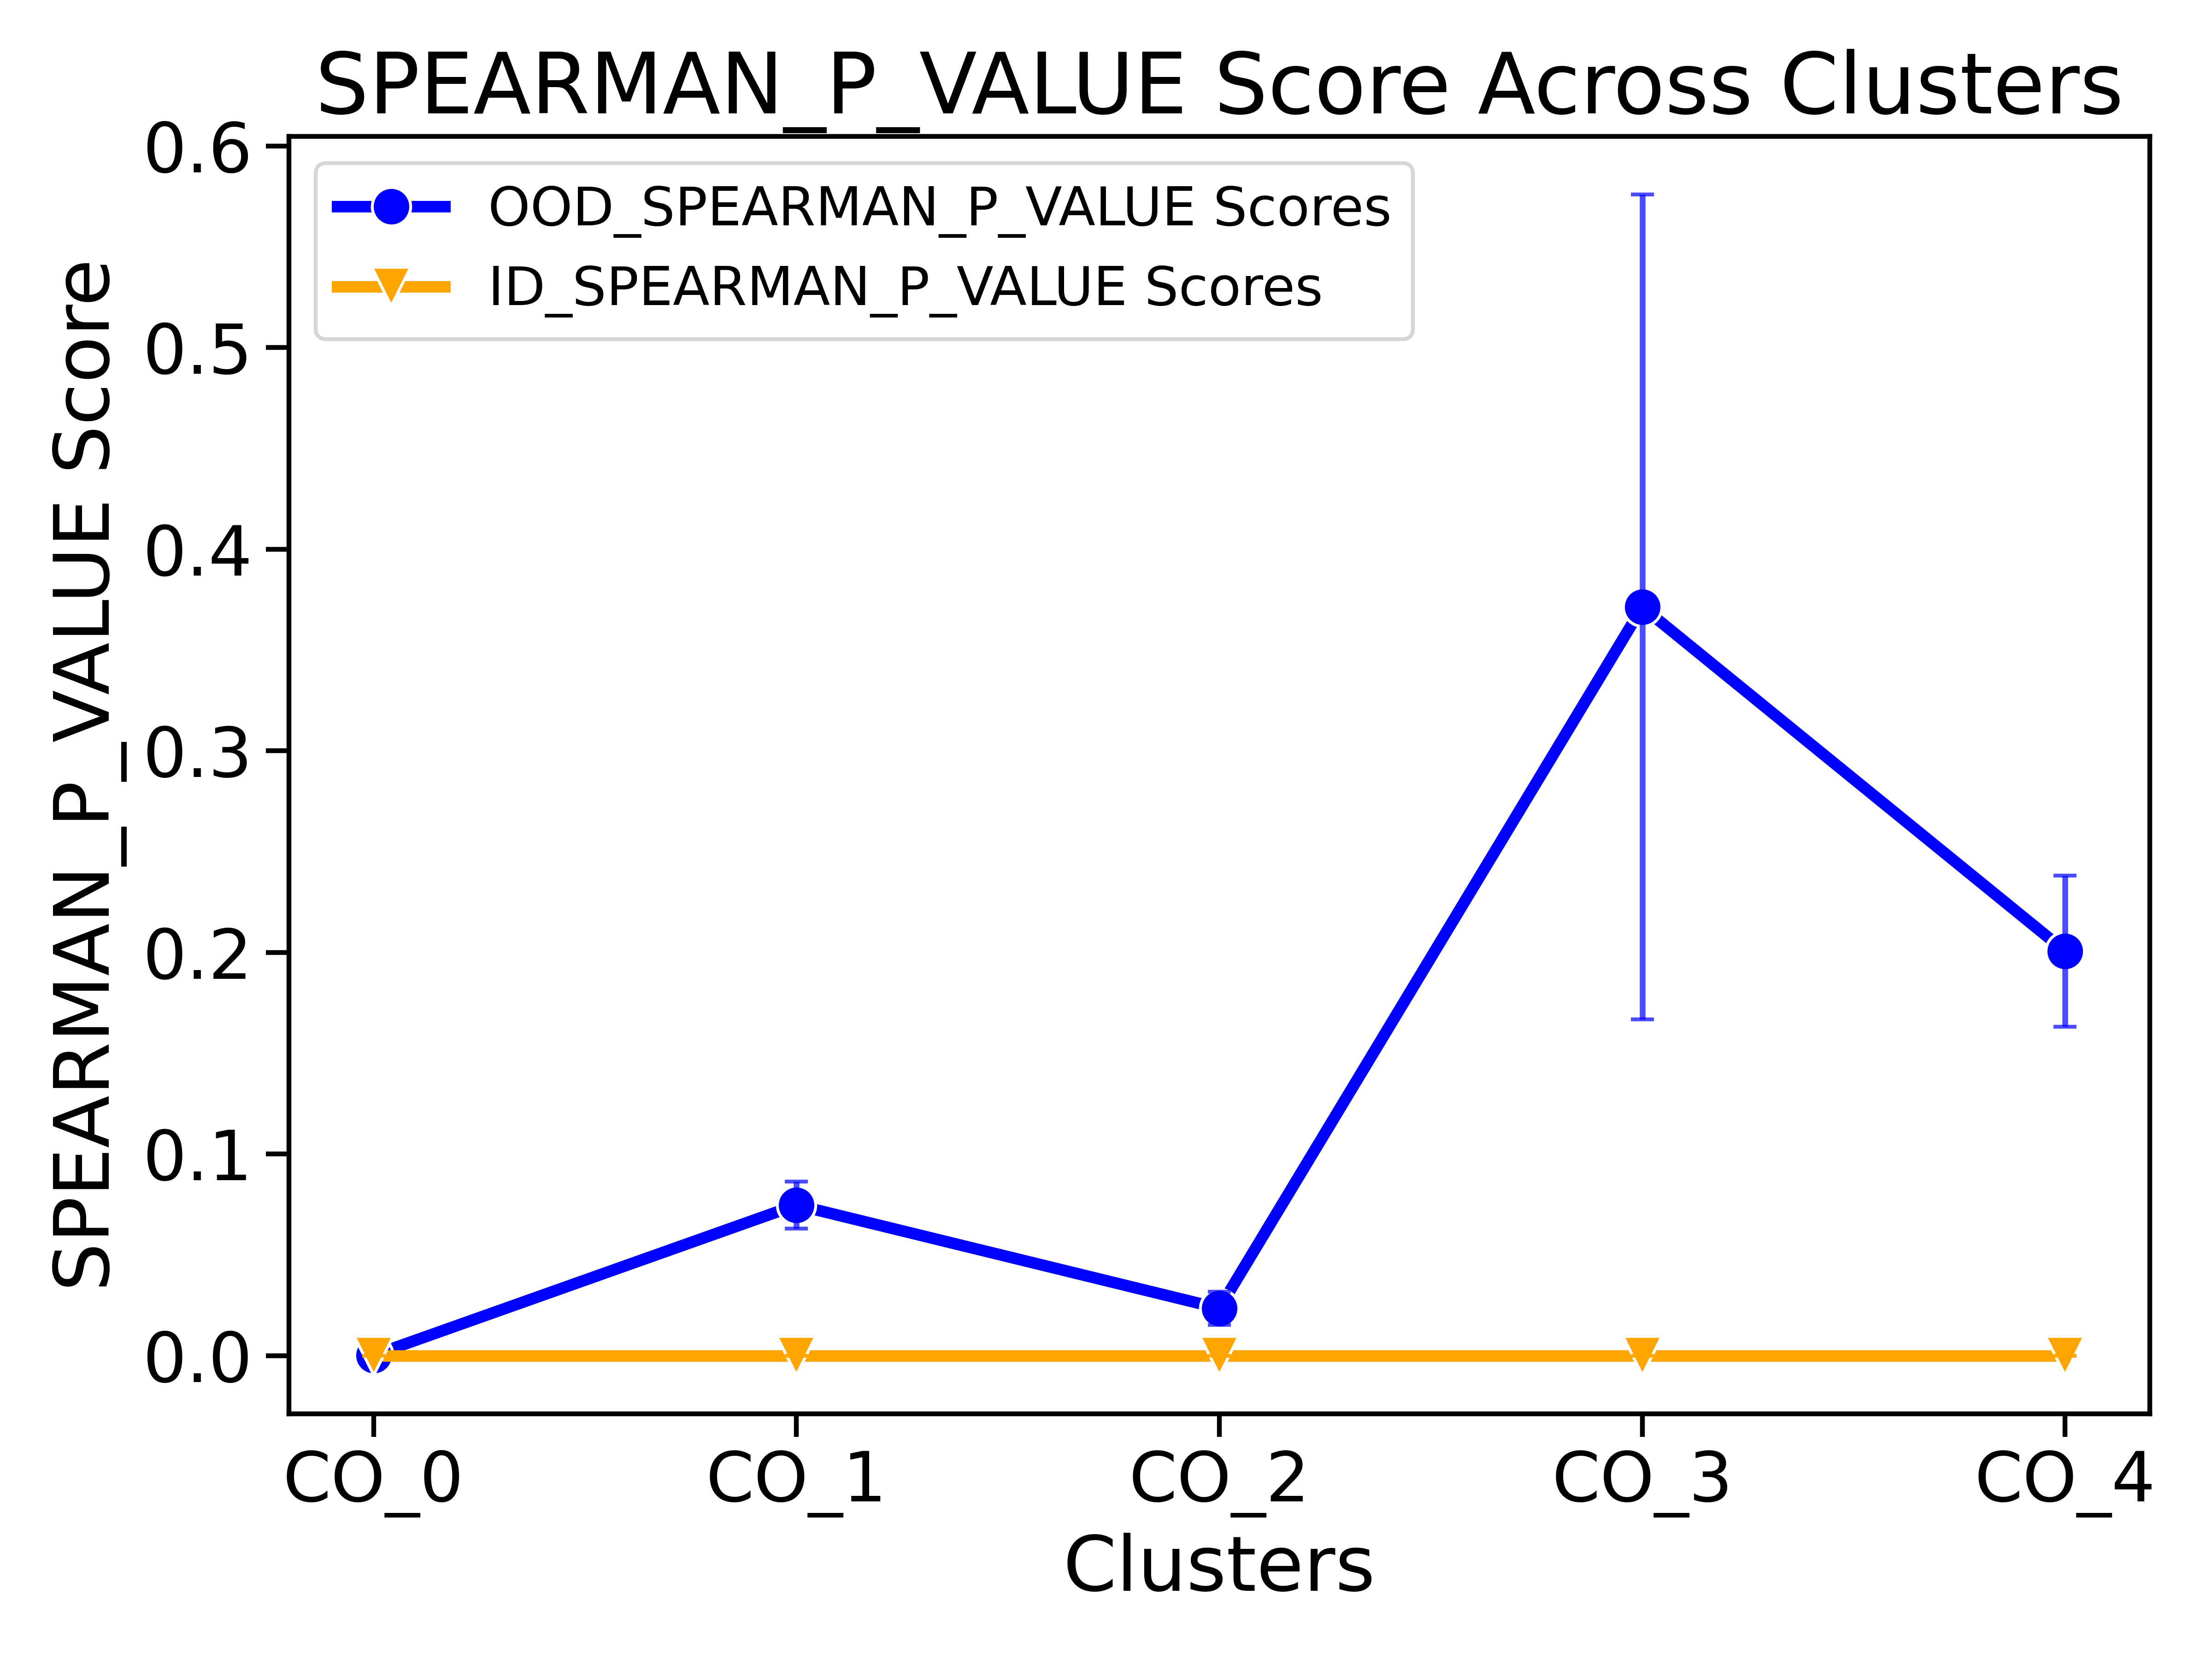 SPEARMAN_P_VALUE Score Across Clusters
SPEARMAN_P_VALUE Score
0.6
0.5
0.4
0.3
0.2
0.1
0.0
OOD_SPEARMAN_P_VALUE Scores
ID_SPEARMAN_P_VALUE Scores
CO_0 CO_1 CO_2 CO_3 CO_4
Clusters